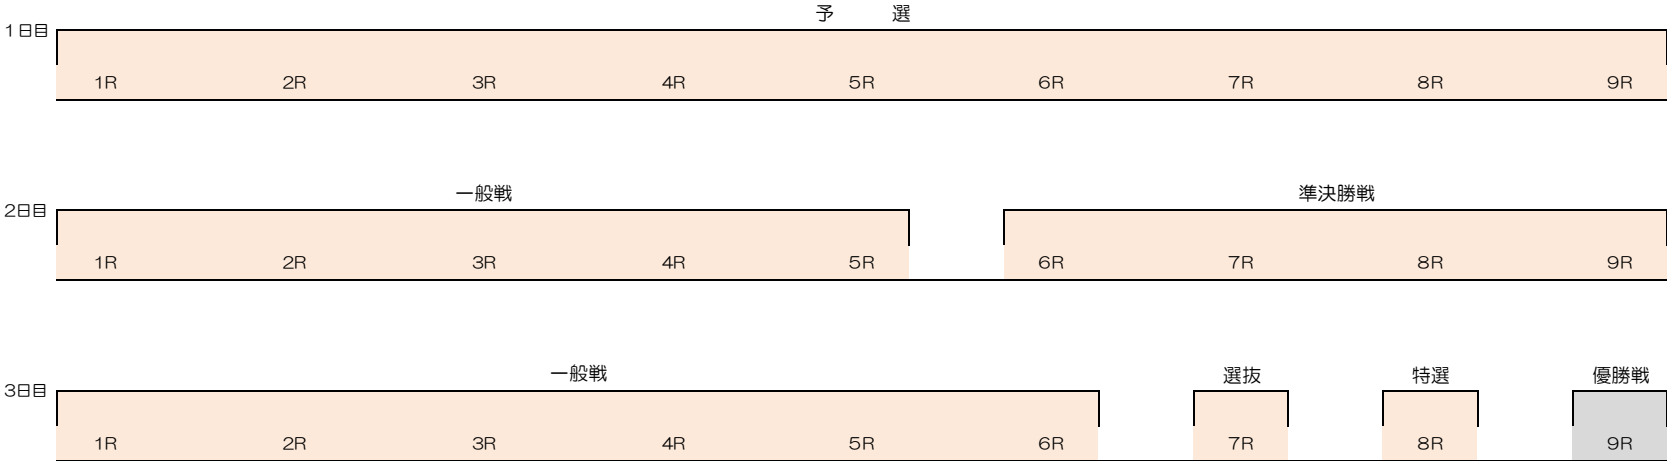 予　選
1日目
1R 2R 3R 4R 5R 6R 7R 8R 9R
一般戦 準決勝戦
2日目
1R 2R 3R 4R 5R 6R 7R 8R 9R
一般戦 選抜 特選 優勝戦
3日目
1R 2R 3R 4R 5R 6R 7R 8R 9R